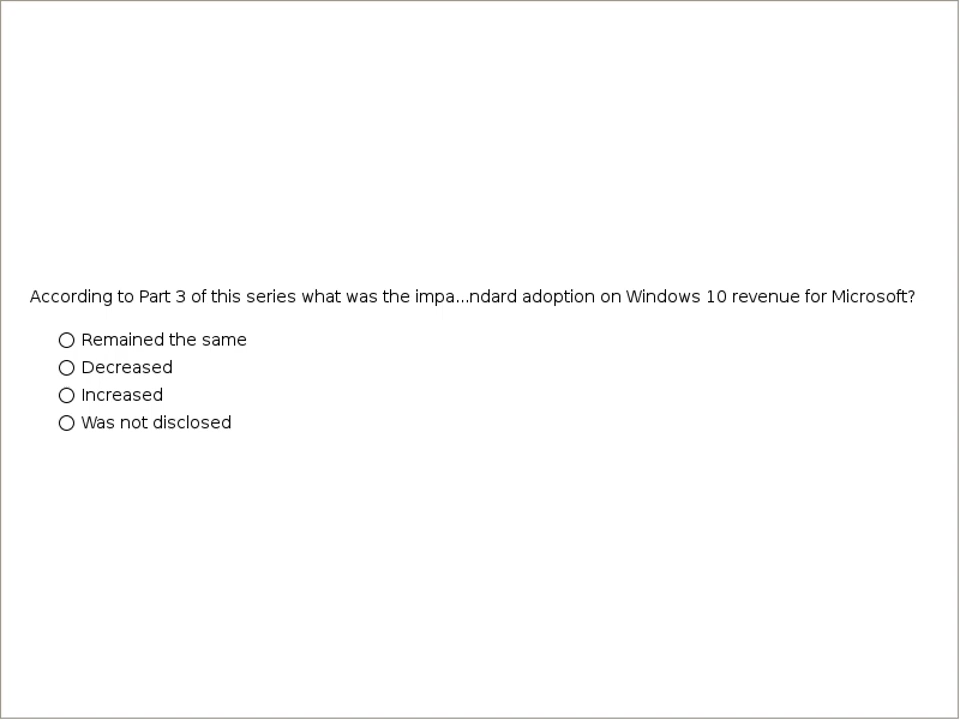 According to Part 3 of this series what was the impa...ndard adoption on Windows 10 revenue for Microsoft?
Remained the same
Decreased
Increased
Was not disclosed